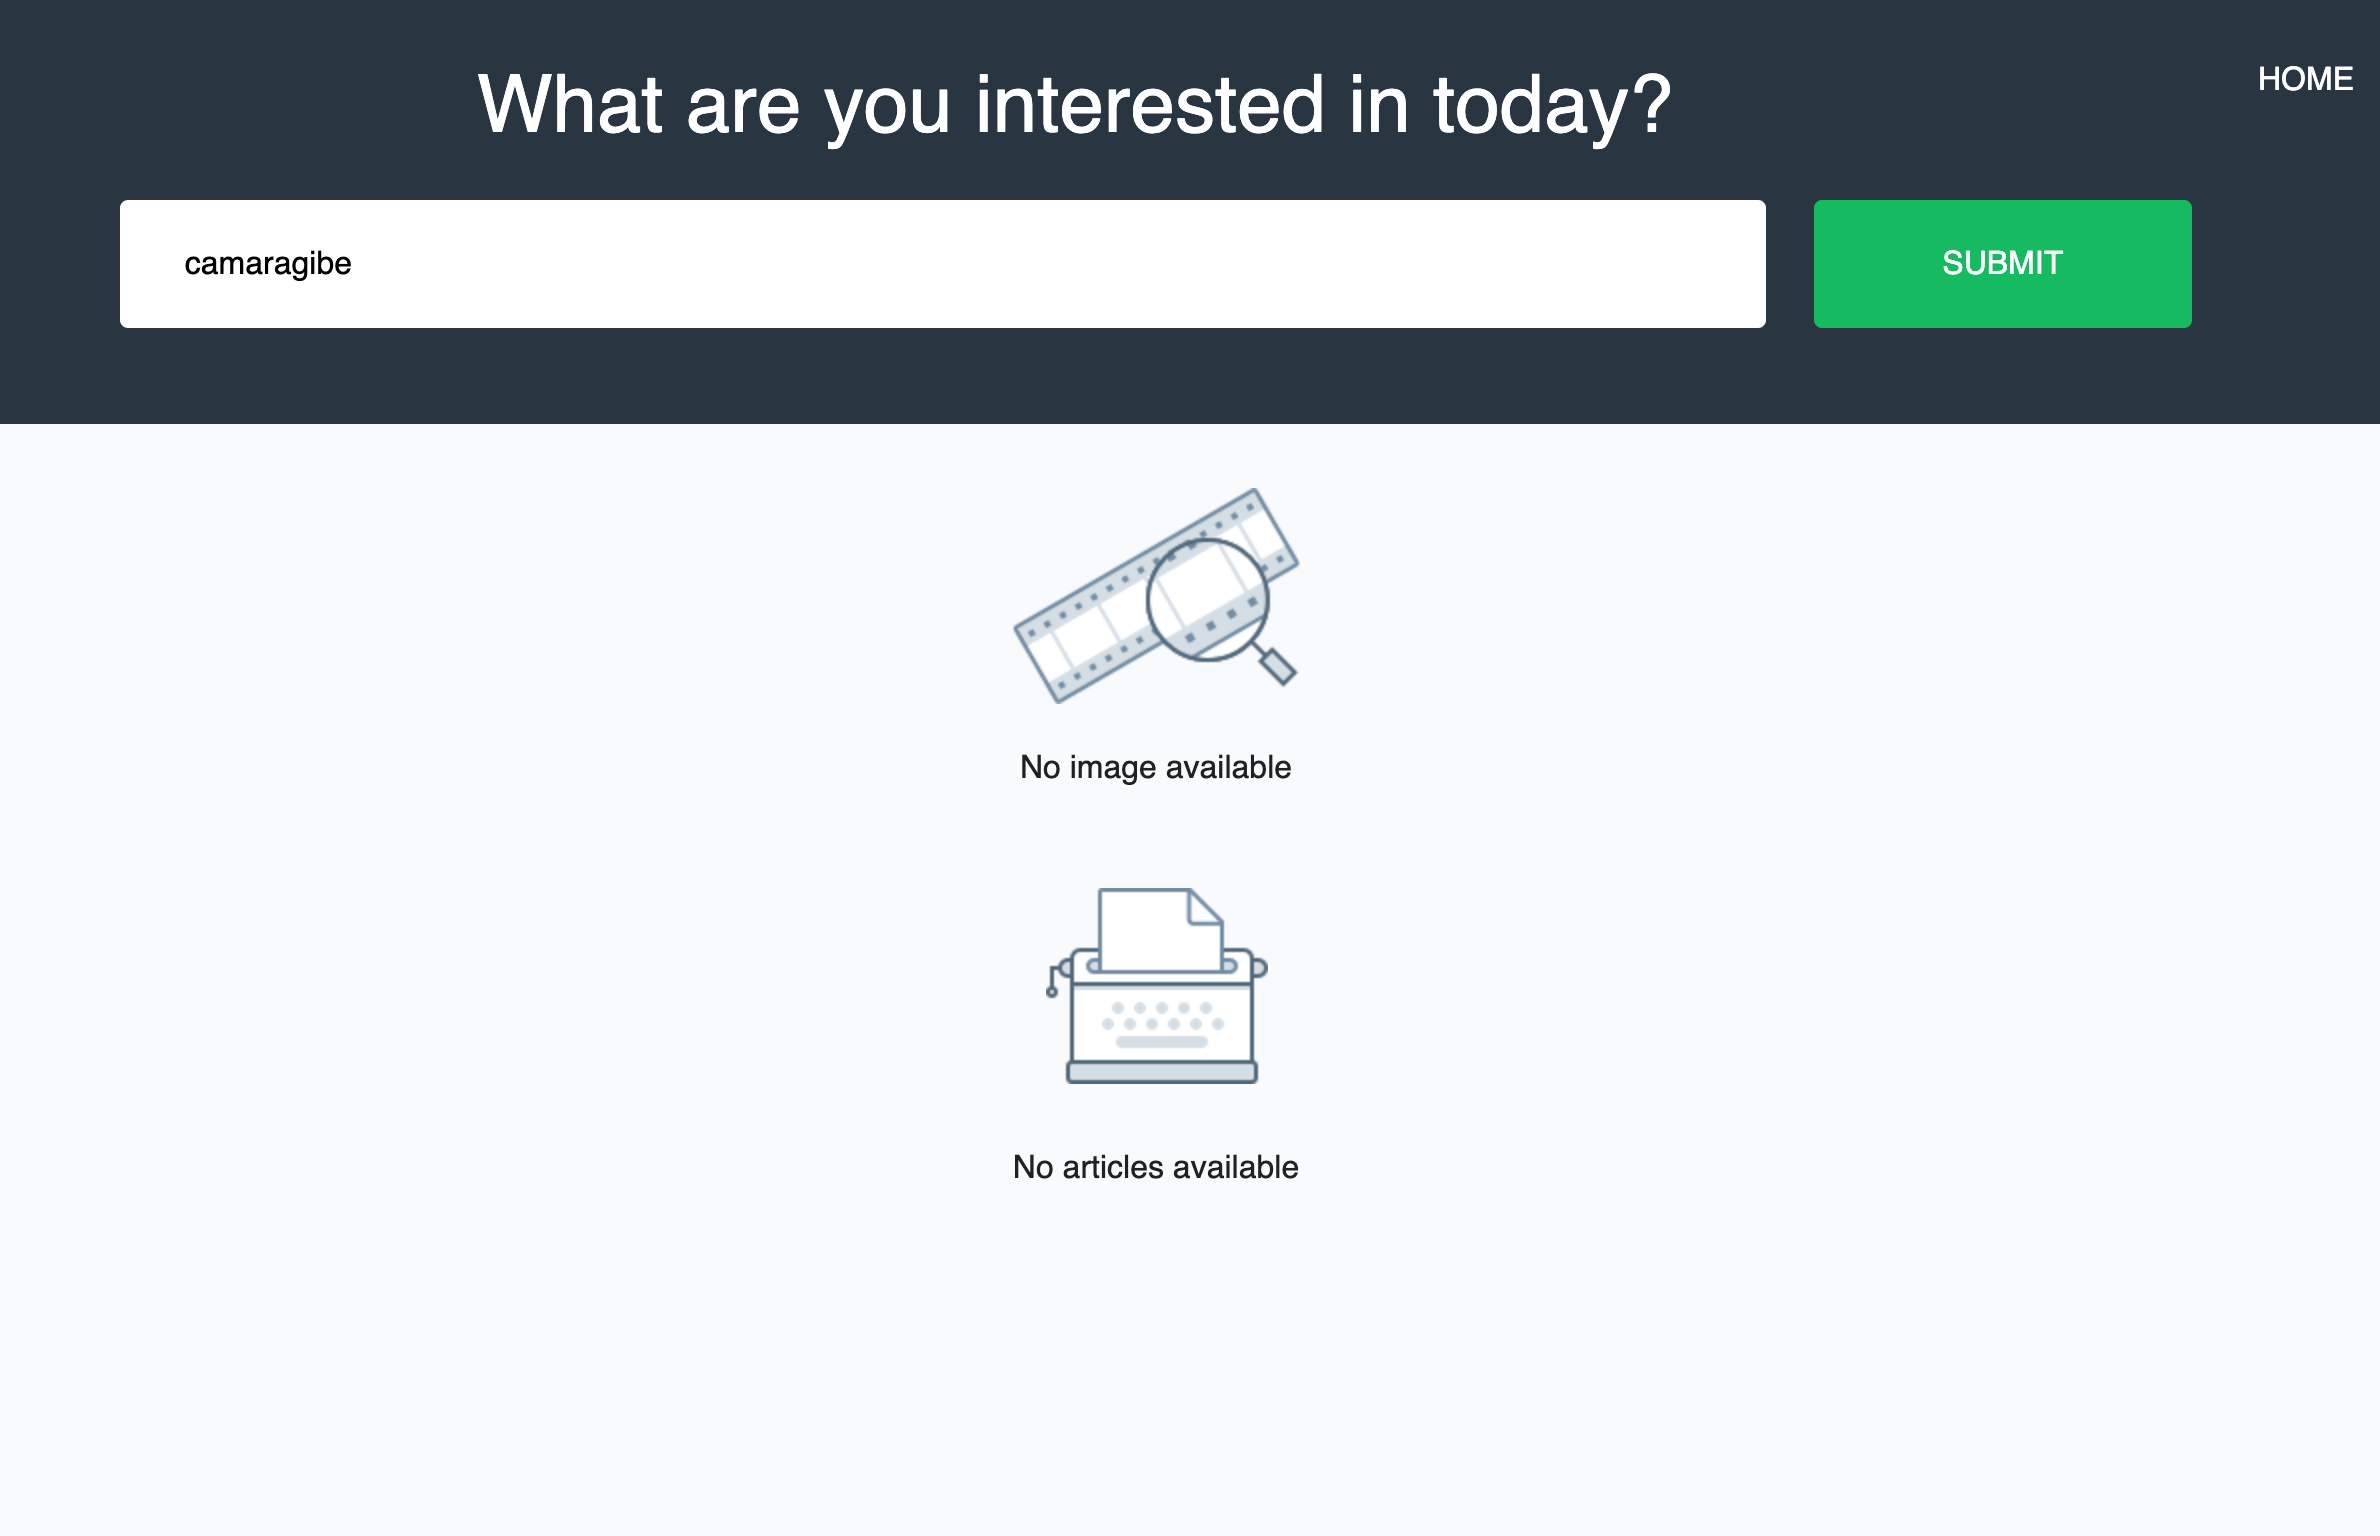 What are you interested in today?
HOME
camaragibe
SUBMIT
No image available
No articles available